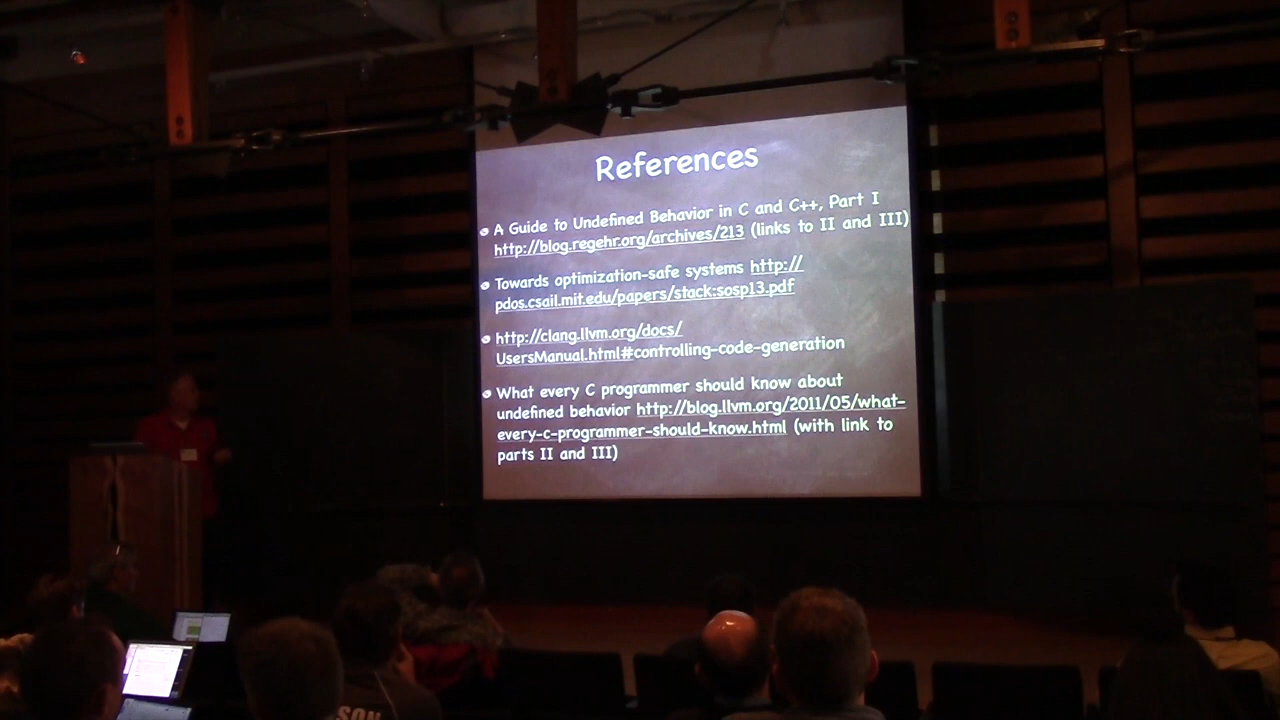 References
A Guide to Undefined Behavior in C and C++, Part I
http://blog.regehr.org/archives/213 (links to II and III)
Towards optimization-safe systems http://
pdos.csail.mit.edu/papers/stack:sosp13.pdf
http://clang.llvm.org/docs/
UsersManual.html#controlling-code-generation
What every C programmer should know about
undefined behavior http://blog.llvm.org/2011/05/what-
every-c-programmer-should-know.html (with link to
parts II and III)
SON